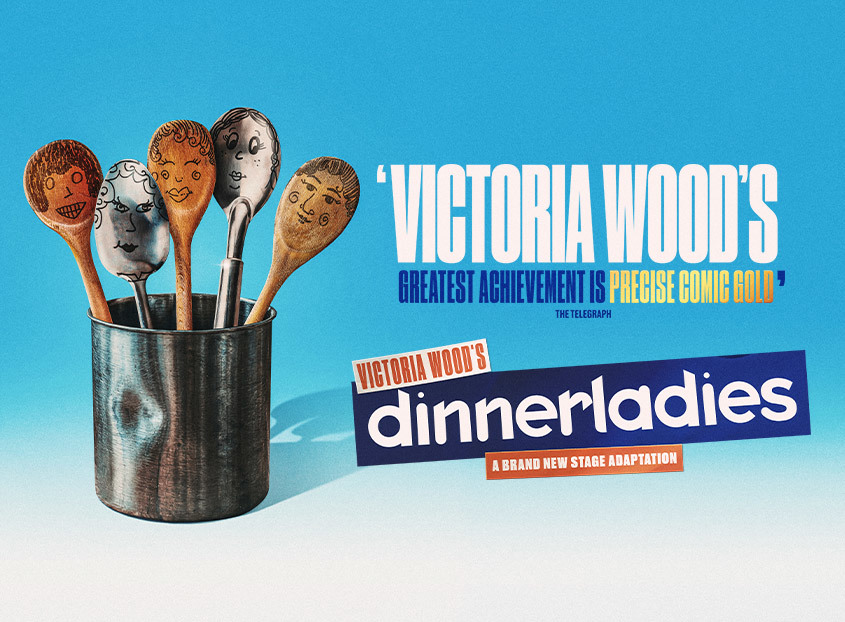 ‘VICTORIA WOOD’S
GREATEST ACHIEVEMENT IS PRECISE COMIC GOLD’
THE TELEGRAPH
VICTORIA WOOD’S
dinnerladies
A BRAND NEW STAGE ADAPTATION